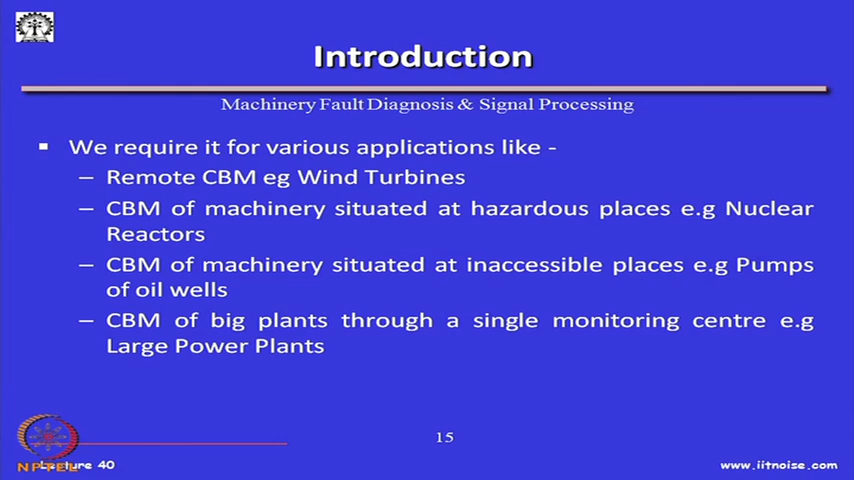 Introduction
Machinery Fault Diagnosis & Signal Processing
▪ We require it for various applications like -
– Remote CBM eg Wind Turbines
– CBM of machinery situated at hazardous places e.g Nuclear
Reactors
– CBM of machinery situated at inaccessible places e.g Pumps
of oil wells
– CBM of big plants through a single monitoring centre e.g
Large Power Plants
15
NPTEL
Lecture 40
www.iitnoise.com